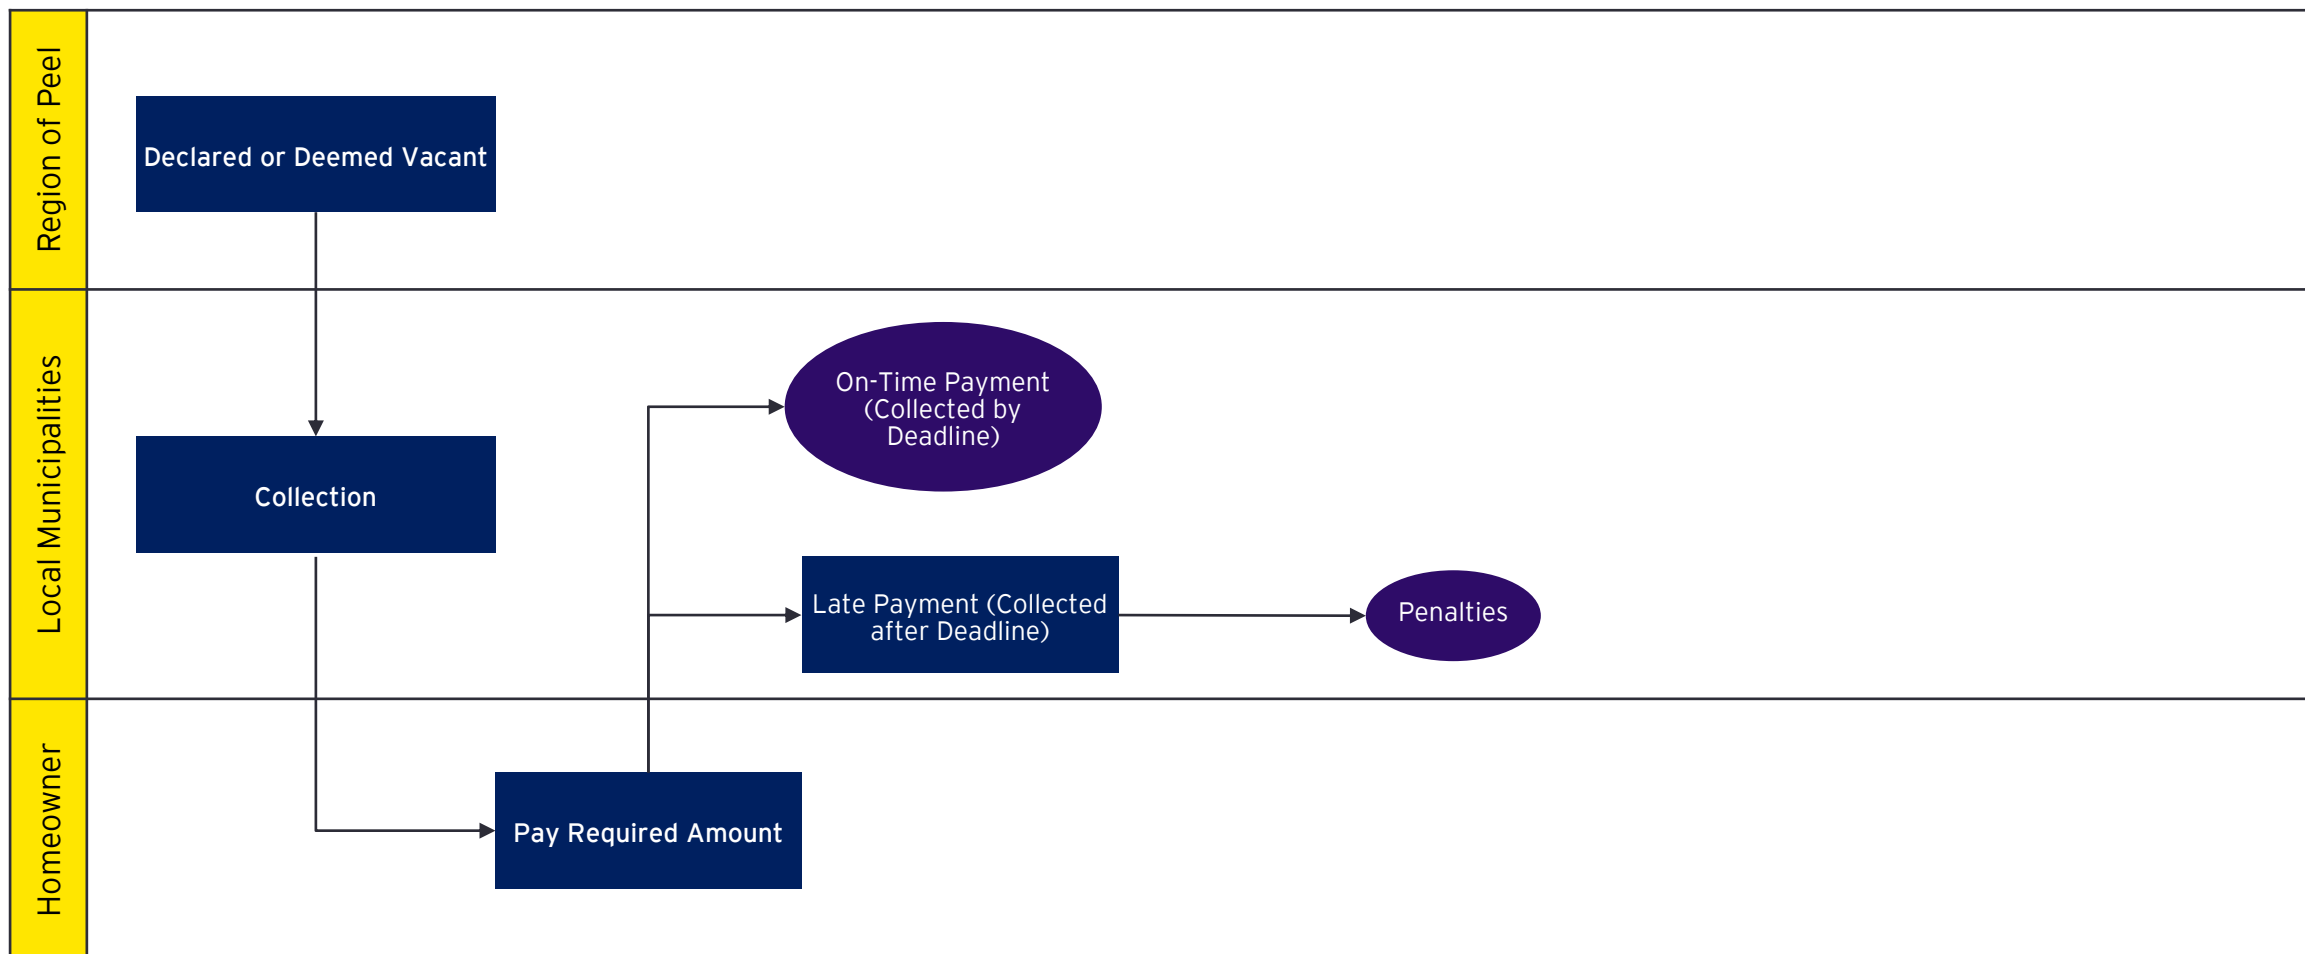 Region of Peel
Declared or Deemed Vacant
Local Municipalities
Collection
On-Time Payment
(Collected by
Deadline)
Late Payment (Collected
after Deadline)
Penalties
Homeowner
Pay Required Amount